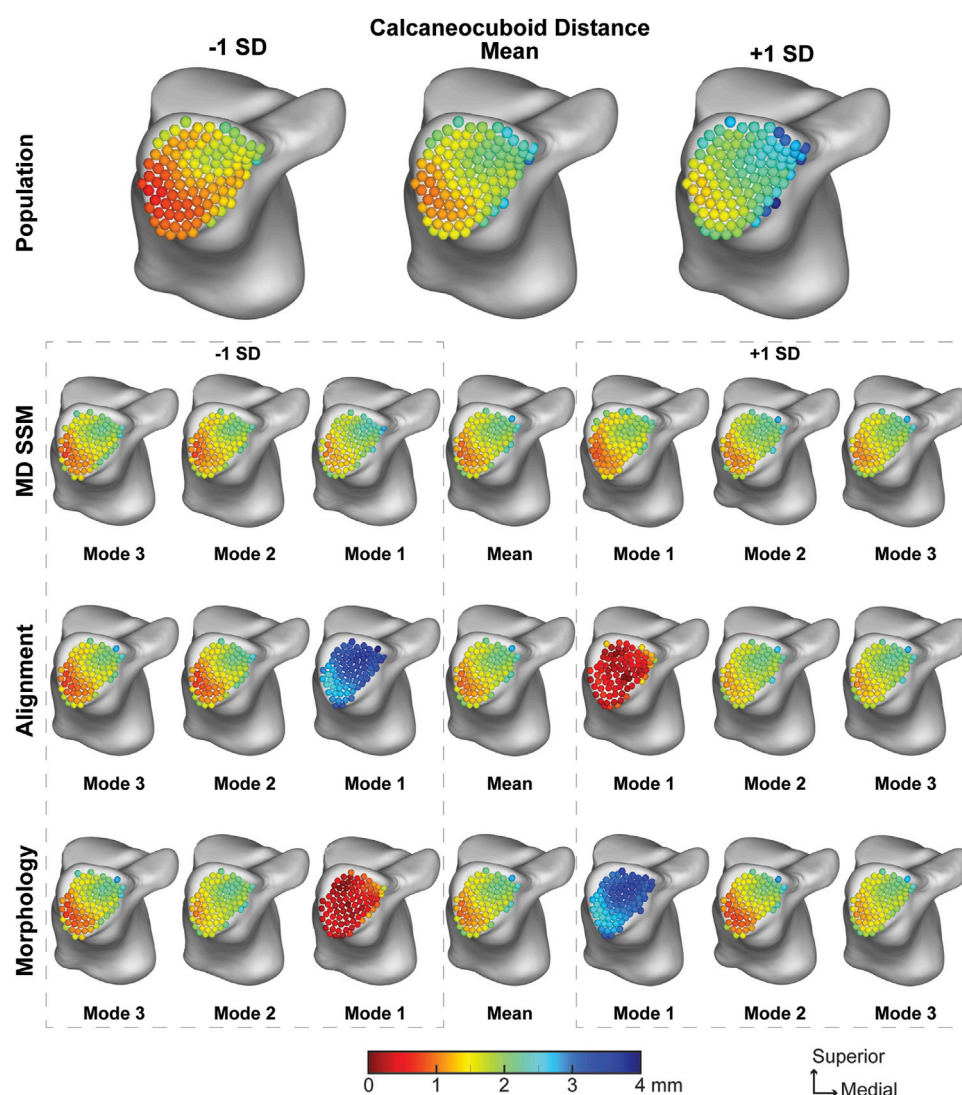 Calcaneocuboid Distance
-1 SD Mean +1 SD
Population
-1 SD +1 SD
MD SSM
Mode 3 Mode 2 Mode 1 Mean Mode 1 Mode 2 Mode 3
Alignment
Mode 3 Mode 2 Mode 1 Mean Mode 1 Mode 2 Mode 3
Morphology
Mode 3 Mode 2 Mode 1 Mean Mode 1 Mode 2 Mode 3
0 1 2 3 4 mm
Superior
Medial